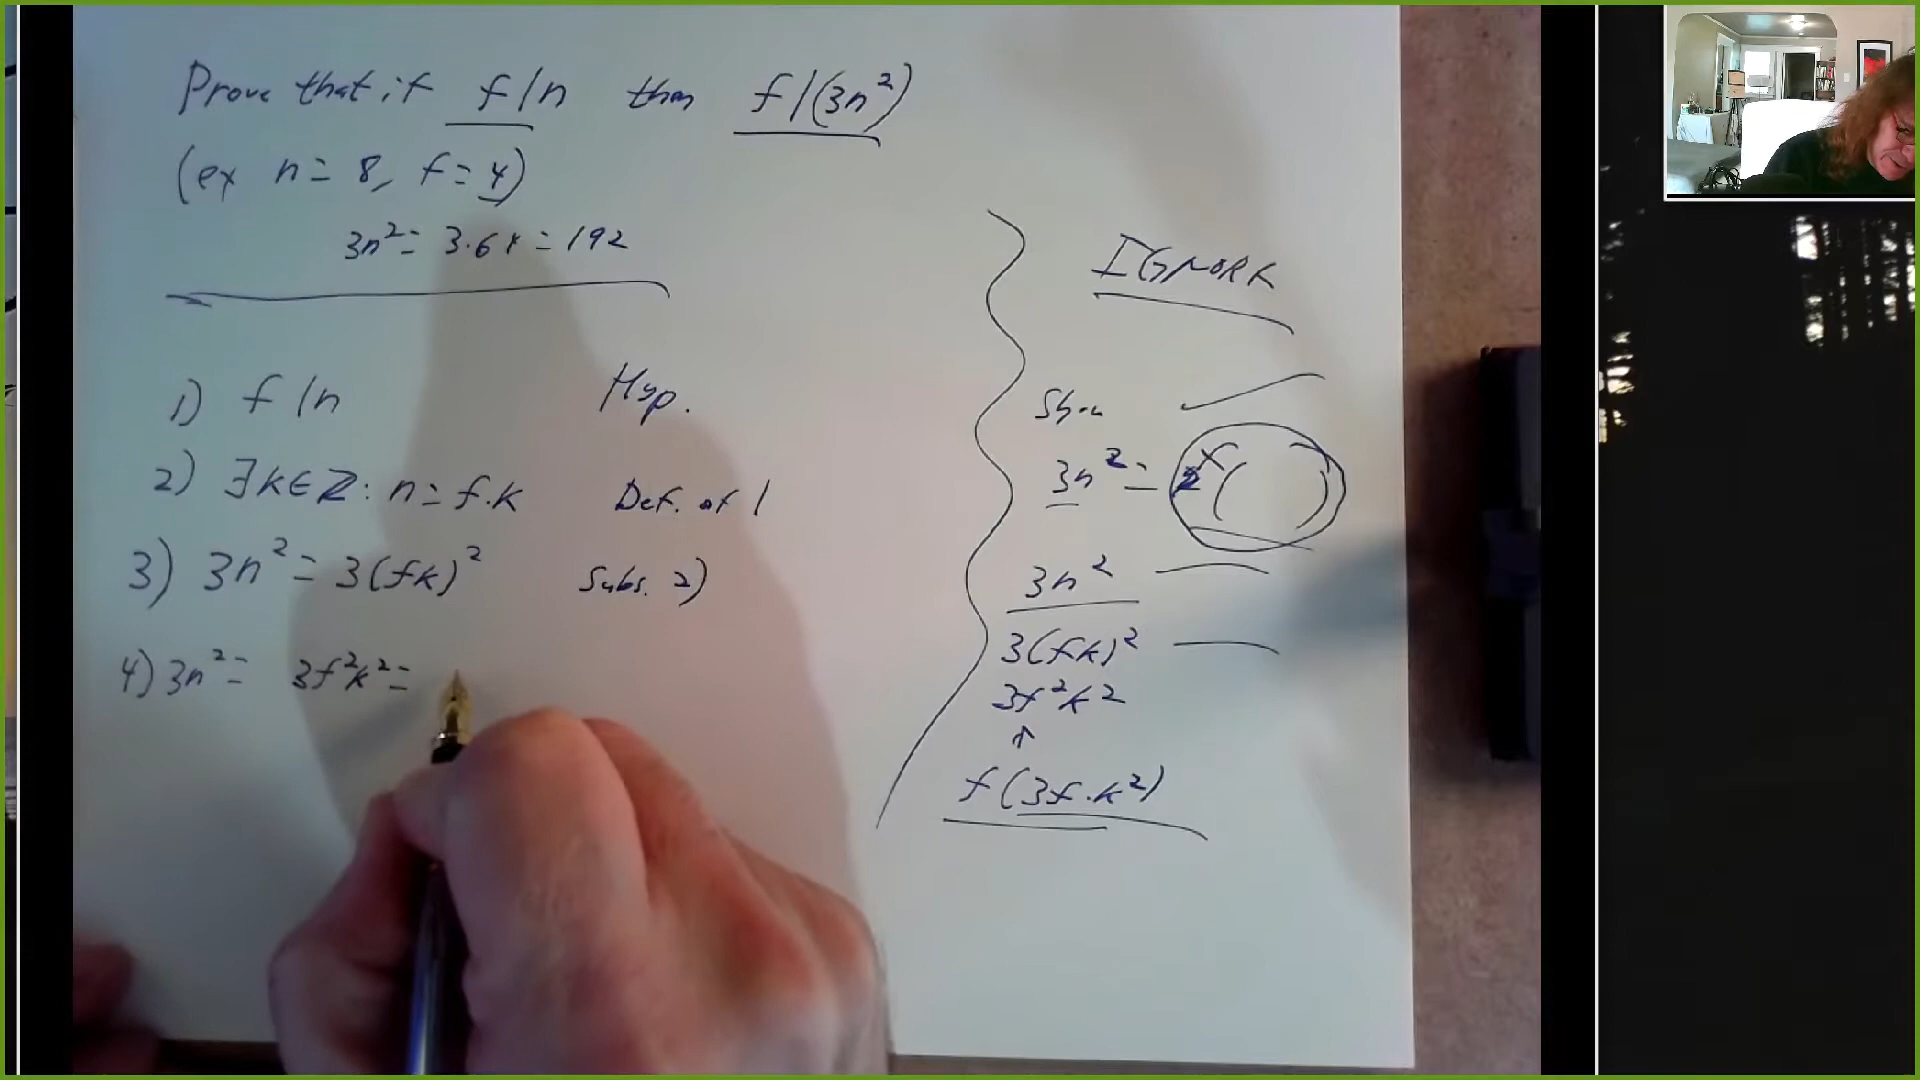 Prove that if f|n then f|(3n²)
(ex n = 8, f = 4)
3n² = 3·64 = 192
1) f|n Hyp.
2) ∃k∈ℤ: n = f·k Def. of |
3) 3n² = 3(fk)² Subs. 2)
4) 3n² = 3f²k² =
IGNORE
Show
3n² = f( )
3n²
3(fk)²
3f²k²
↑
f(3f·k²)